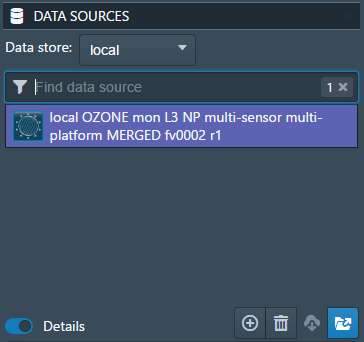 DATA SOURCES
Data store: local
Find data source 1
local OZONE mon L3 NP multi-sensor multi-
platform MERGED fv0002 r1
Details